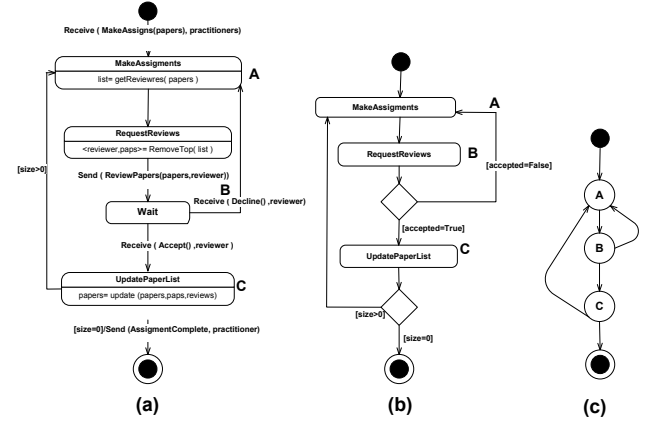 Receive ( MakeAssigns(papers), practitioners)
MakeAssigments
list= getReviewres( papers )
A
RequestReviews
<reviewer,paps>= RemoveTop( list )
[size>0]
Send ( ReviewPapers(papers,reviewer))
B
Wait
Receive ( Decline() ,reviewer)
Receive ( Accept() ,reviewer )
UpdatePaperList
papers= update (papers,paps,reviews)
C
[size=0]/Send (AssigmentComplete, practitioner)
(a)
MakeAssigments
A
RequestReviews
B
[accepted=False]
[accepted=True]
UpdatePaperList
C
[size>0]
[size=0]
(b)
A
B
C
(c)